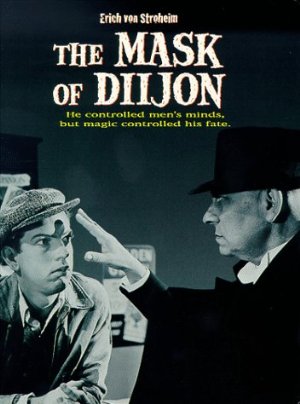 Erich von Stroheim
THE MASK
OF DIIJON
He controlled men's minds,
but magic controlled his fate.